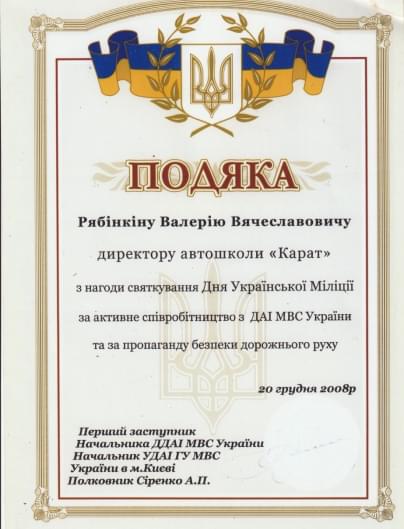 ПОДЯКА
Рябінкіну Валерію Вячеславовичу
директору автошколи «Карат»
з нагоди святкування Дня Української Міліції
за активне співробітництво з ДАІ МВС України
та за пропаганду безпеки дорожнього руху
20 грудня 2008р
Перший заступник
Начальника ДДАІ МВС України
Начальник УДАІ ГУ МВС
України в м.Києві
Полковник Сіренко А.П.